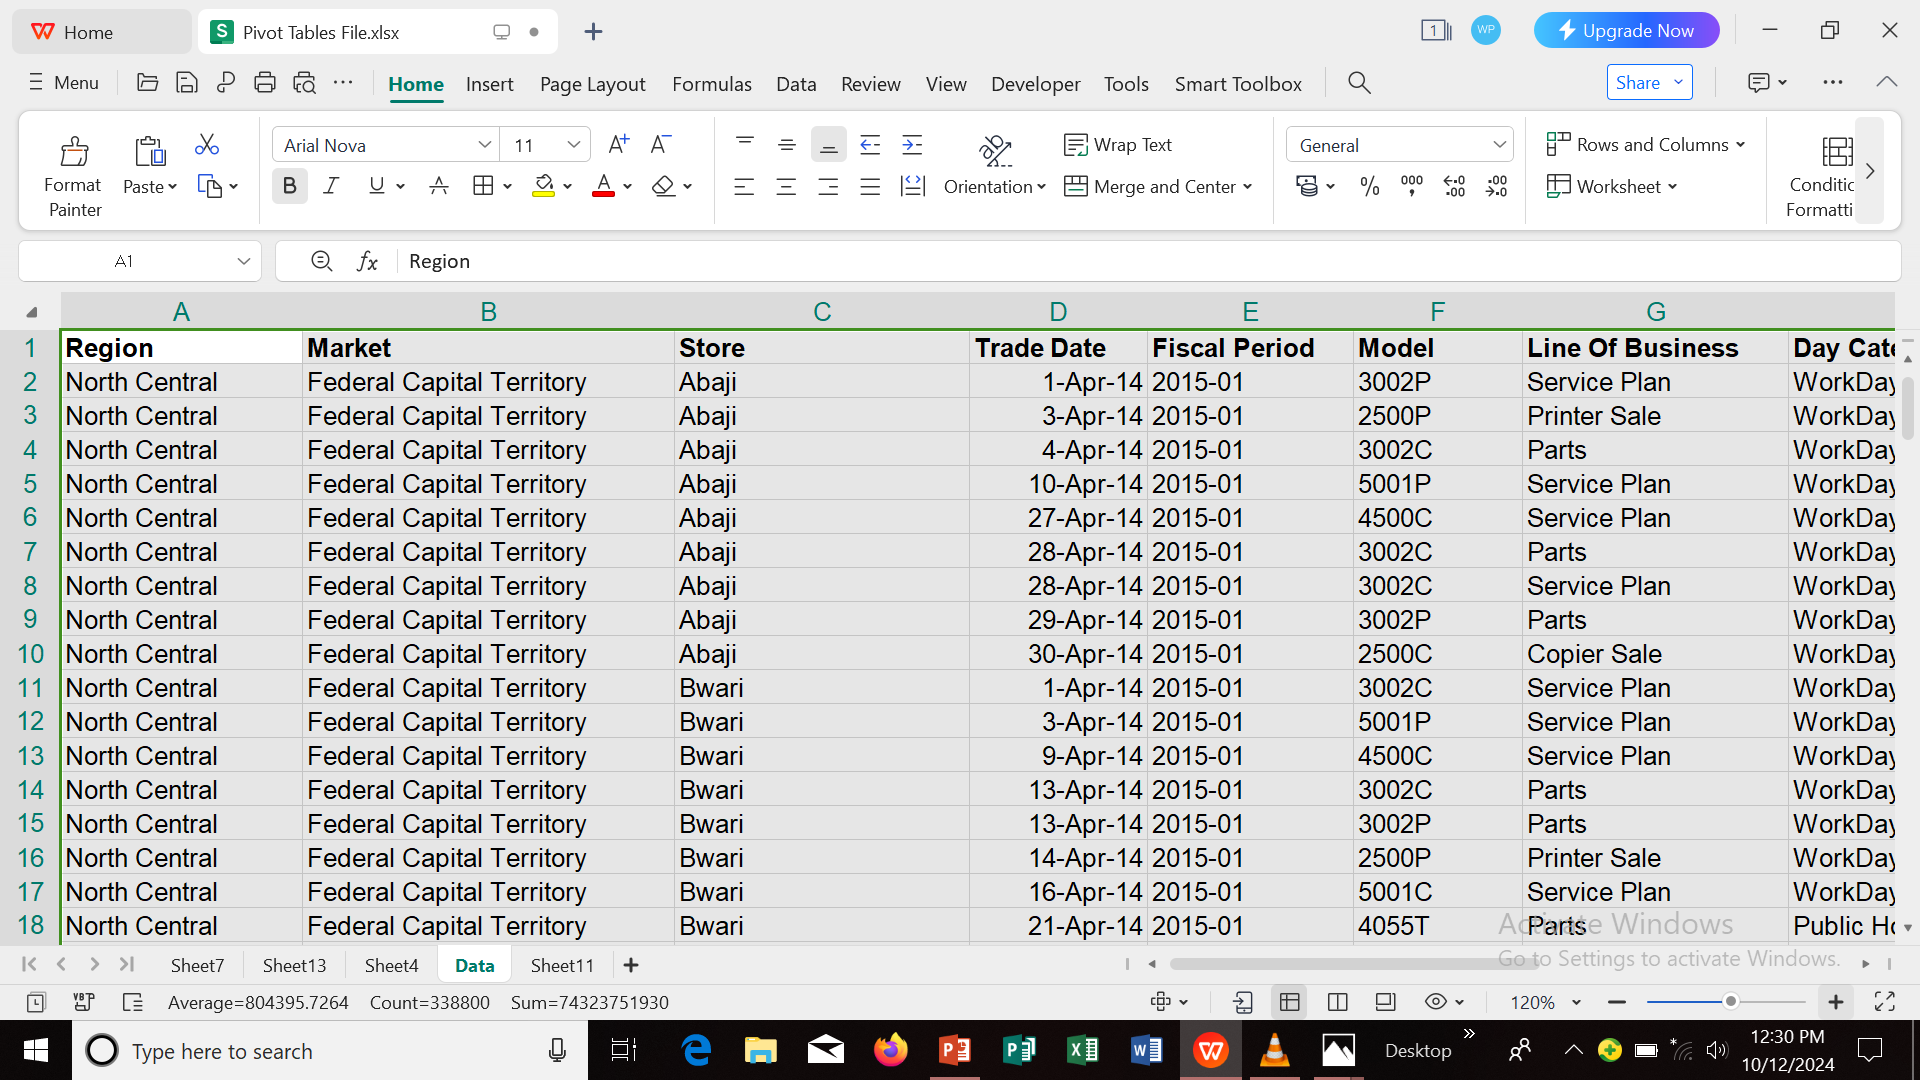 Home
Pivot Tables File.xlsx
1
WP
Upgrade Now
Menu
Home Insert Page Layout Formulas Data Review View Developer Tools Smart Toolbox
Share
Format Painter
Paste
Arial Nova
11
Orientation
Wrap Text
Merge and Center
General
Rows and Columns
Worksheet
Conditic
Formatti
A1
fx
Region
A B C D E F G
1 Region Market Store Trade Date Fiscal Period Model Line Of Business Day Cate
2 North Central Federal Capital Territory Abaji 1-Apr-14 2015-01 3002P Service Plan WorkDay
3 North Central Federal Capital Territory Abaji 3-Apr-14 2015-01 2500P Printer Sale WorkDay
4 North Central Federal Capital Territory Abaji 4-Apr-14 2015-01 3002C Parts WorkDay
5 North Central Federal Capital Territory Abaji 10-Apr-14 2015-01 5001P Service Plan WorkDay
6 North Central Federal Capital Territory Abaji 27-Apr-14 2015-01 4500C Service Plan WorkDay
7 North Central Federal Capital Territory Abaji 28-Apr-14 2015-01 3002C Parts WorkDay
8 North Central Federal Capital Territory Abaji 28-Apr-14 2015-01 3002C Service Plan WorkDay
9 North Central Federal Capital Territory Abaji 29-Apr-14 2015-01 3002P Parts WorkDay
10 North Central Federal Capital Territory Abaji 30-Apr-14 2015-01 2500C Copier Sale WorkDay
11 North Central Federal Capital Territory Bwari 1-Apr-14 2015-01 3002C Service Plan WorkDay
12 North Central Federal Capital Territory Bwari 3-Apr-14 2015-01 5001P Service Plan WorkDay
13 North Central Federal Capital Territory Bwari 9-Apr-14 2015-01 4500C Service Plan WorkDay
14 North Central Federal Capital Territory Bwari 13-Apr-14 2015-01 3002C Parts WorkDay
15 North Central Federal Capital Territory Bwari 13-Apr-14 2015-01 3002P Parts WorkDay
16 North Central Federal Capital Territory Bwari 14-Apr-14 2015-01 2500P Printer Sale WorkDay
17 North Central Federal Capital Territory Bwari 16-Apr-14 2015-01 5001C Service Plan WorkDay
18 North Central Federal Capital Territory Bwari 21-Apr-14 2015-01 4055T Parts Public Ho
Activate Windows
Go to Settings to activate Windows.
Sheet7 Sheet13 Sheet4 Data Sheet11
Average=804395.7264 Count=338800 Sum=74323751930
120%
Type here to search
Desktop
12:30 PM
10/12/2024